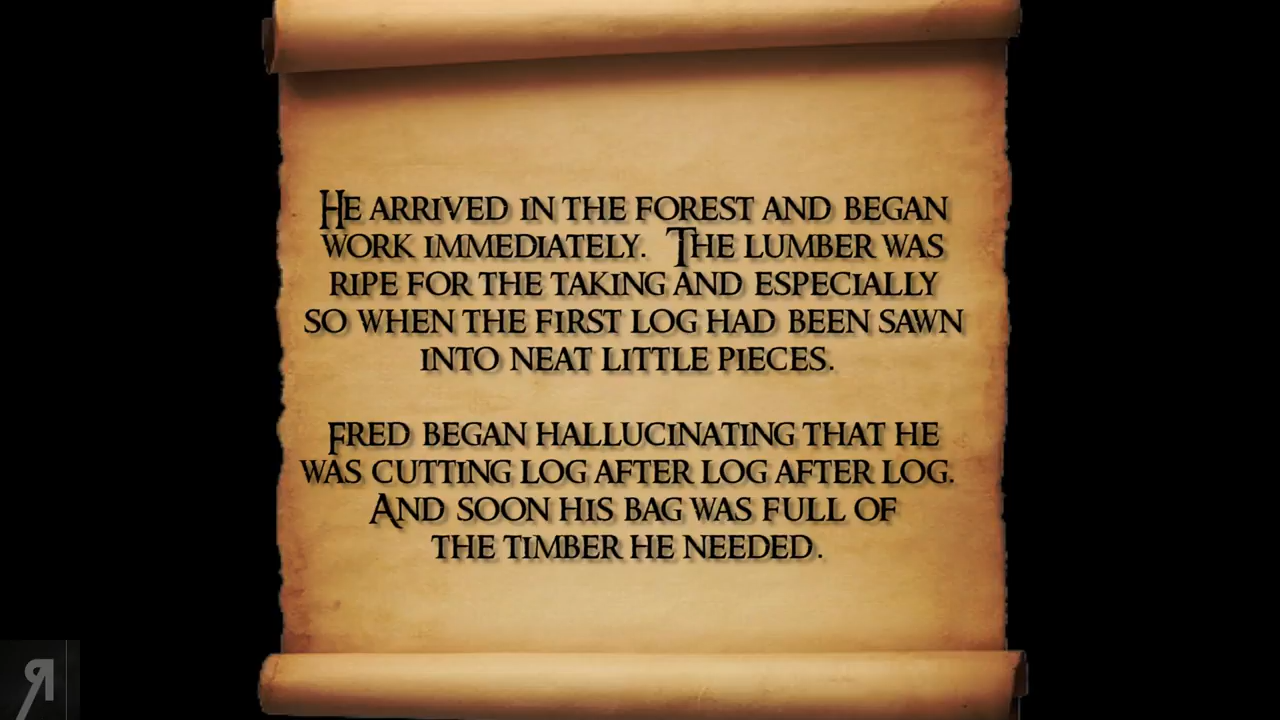 He arrived in the forest and began
work immediately. The lumber was
ripe for the taking and especially
so when the first log had been sawn
into neat little pieces.
Fred began hallucinating that he
was cutting log after log after log.
And soon his bag was full of
the timber he needed.